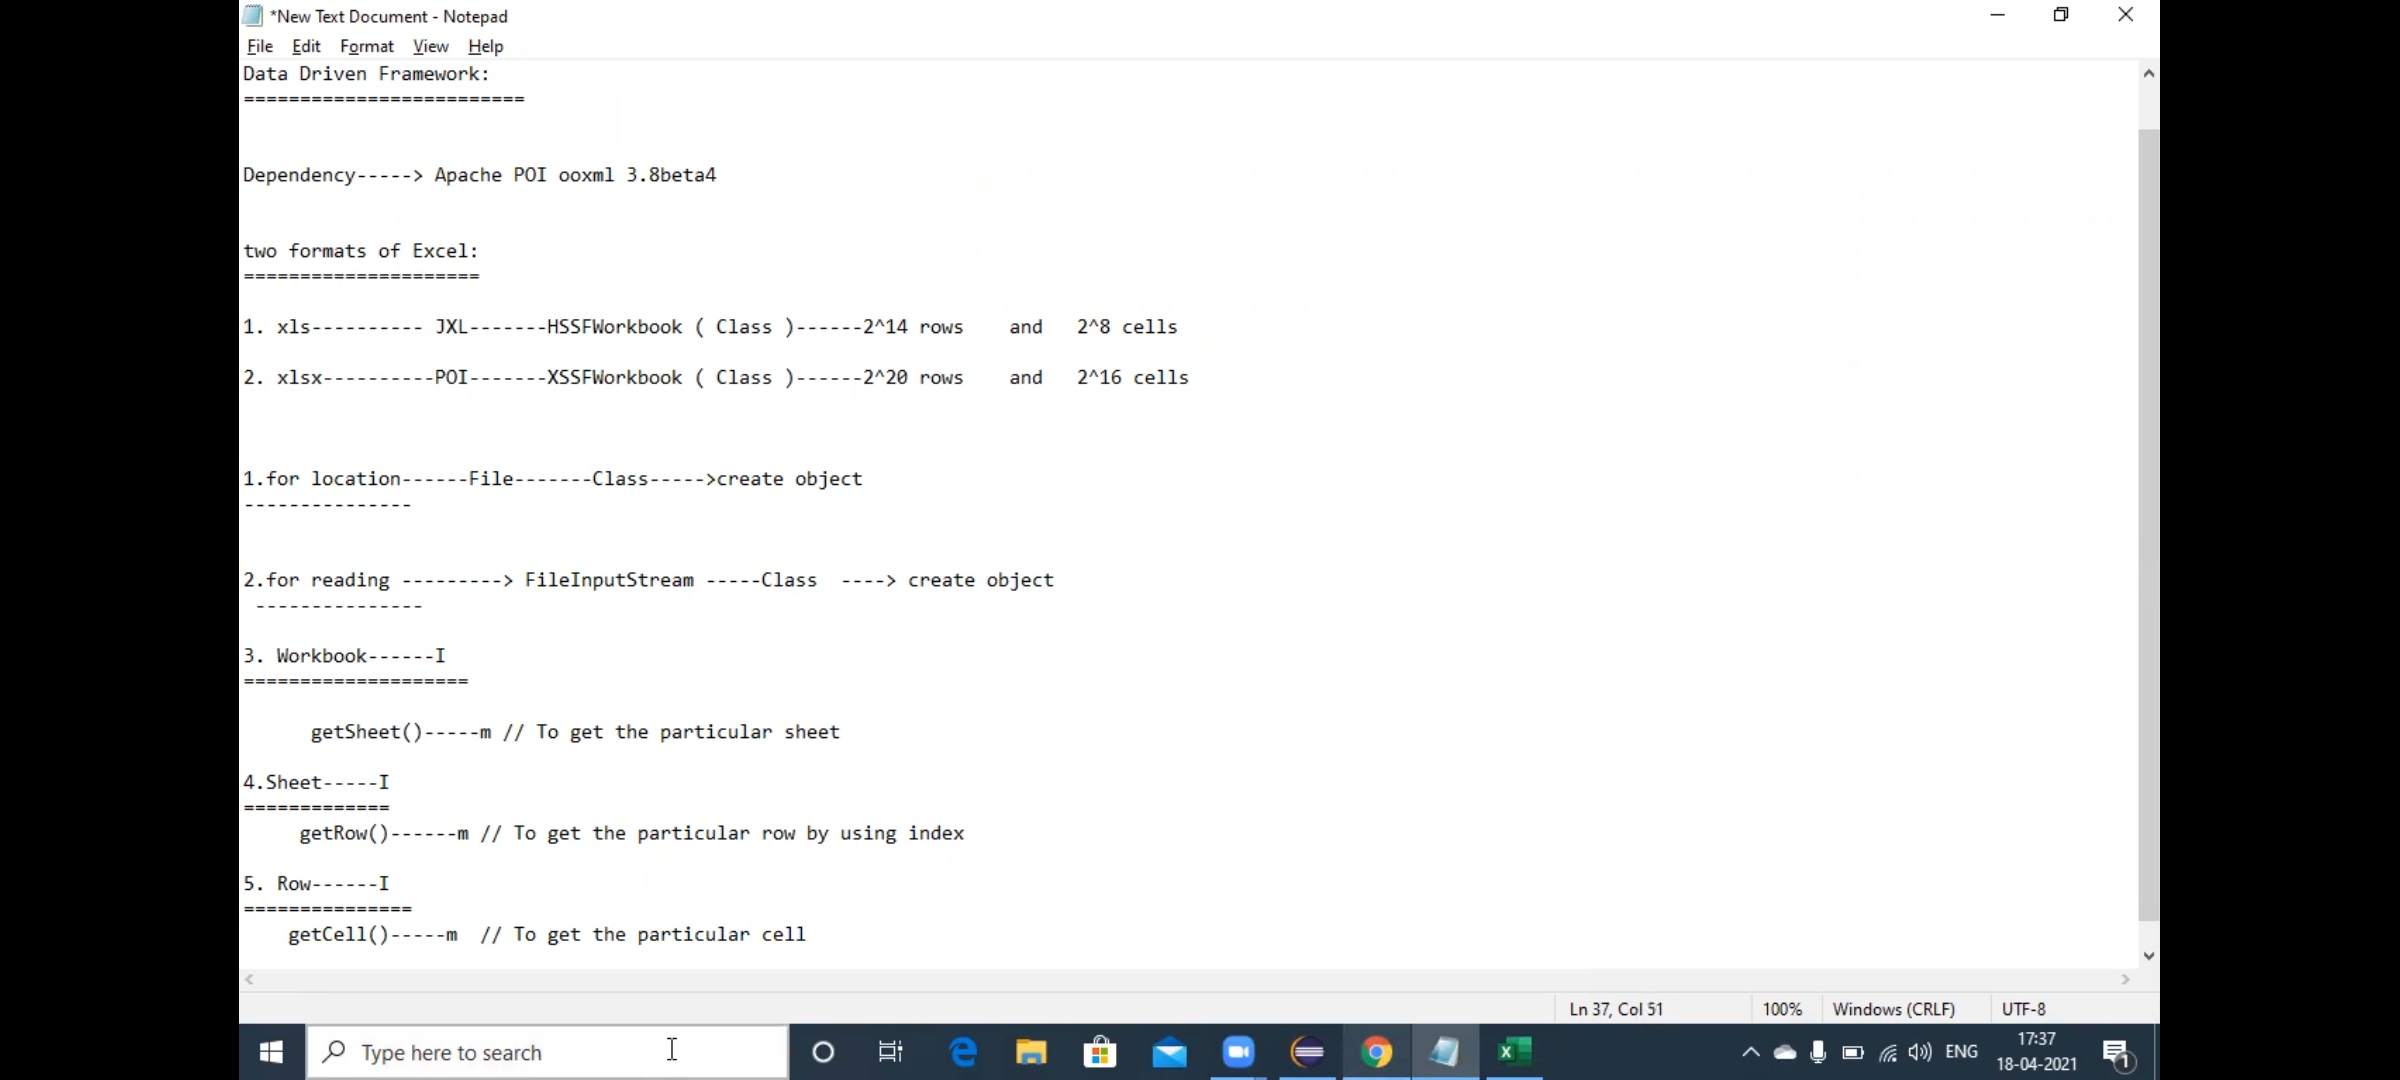 *New Text Document - Notepad
File Edit Format View Help
Data Driven Framework:
=========================
Dependency-----> Apache POI ooxml 3.8beta4
two formats of Excel:
=====================
1. xls---------- JXL-------HSSFWorkbook ( Class )------2^14 rows    and   2^8 cells
2. xlsx----------POI-------XSSFWorkbook ( Class )------2^20 rows    and   2^16 cells
1.for location------File-------Class----->create object
---------------
2.for reading ---------> FileInputStream -----Class  ----> create object
---------------
3. Workbook------I
====================
getSheet()-----m // To get the particular sheet
4.Sheet-----I
=============
getRow()------m // To get the particular row by using index
5. Row------I
===============
getCell()-----m  // To get the particular cell
Ln 37, Col 51 100% Windows (CRLF) UTF-8
Type here to search
ENG
17:37
18-04-2021
1